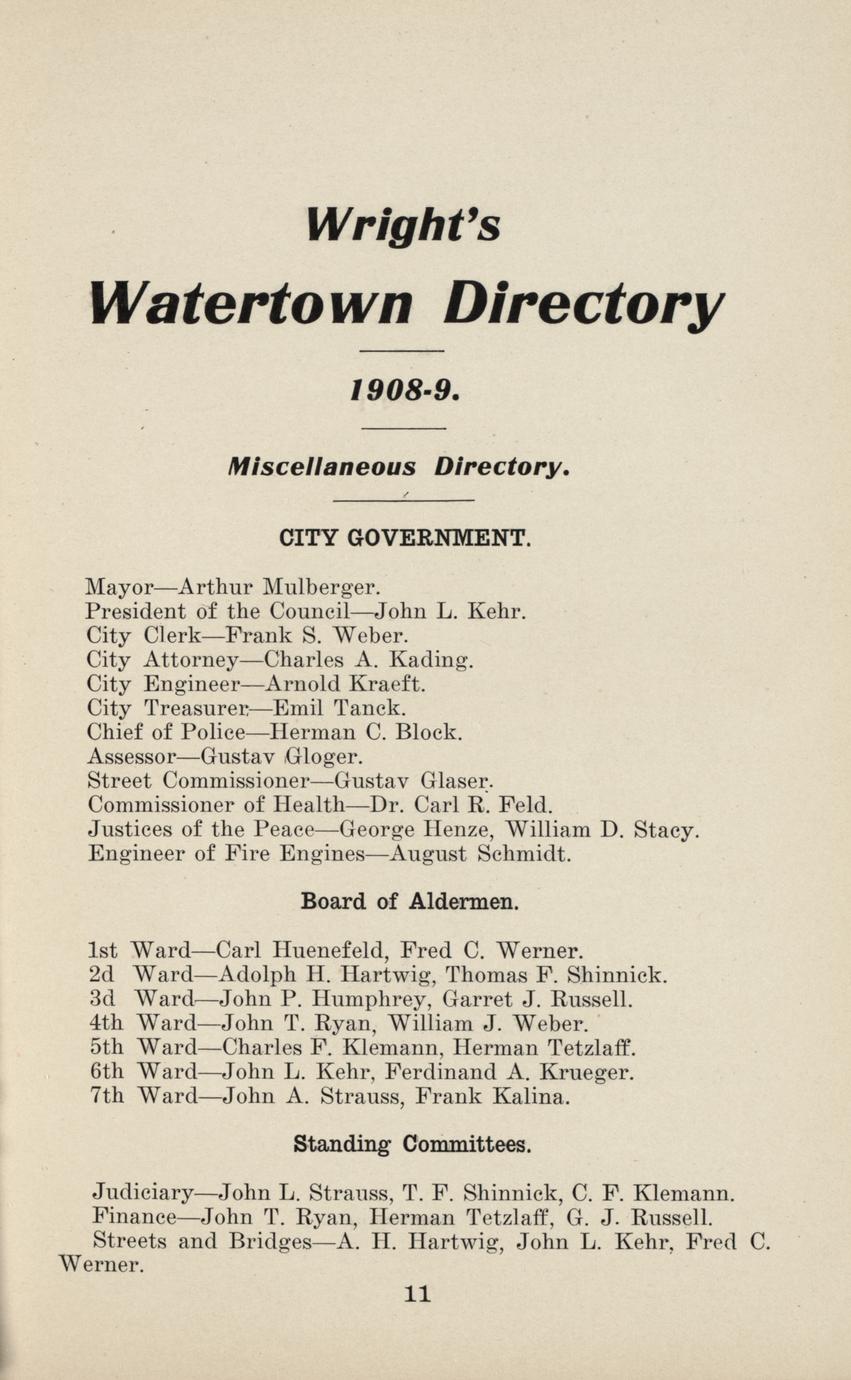 Wright's
Watertown Directory
1908-9.
Miscellaneous Directory.
CITY GOVERNMENT.
Mayor—Arthur Mulberger.
President of the Council—John L. Kehr.
City Clerk—Frank S. Weber.
City Attorney—Charles A. Kading.
City Engineer—Arnold Kraeft.
City Treasurer—Emil Tanck.
Chief of Police—Herman C. Block.
Assessor—Gustav Gloger.
Street Commissioner—Gustav Glaser.
Commissioner of Health—Dr. Carl R. Feld.
Justices of the Peace—George Henze, William D. Stacy.
Engineer of Fire Engines—August Schmidt.
Board of Aldermen.
1st Ward—Carl Huenefeld, Fred C. Werner.
2d Ward—Adolph H. Hartwig, Thomas F. Shinnick.
3d Ward—John P. Humphrey, Garret J. Russell.
4th Ward—John T. Ryan, William J. Weber.
5th Ward—Charles F. Klemann, Herman Tetzlaff.
6th Ward—John L. Kehr, Ferdinand A. Krueger.
7th Ward—John A. Strauss, Frank Kalina.
Standing Committees.
Judiciary—John L. Strauss, T. F. Shinnick, C. F. Klemann.
Finance—John T. Ryan, Herman Tetzlaff, G. J. Russell.
Streets and Bridges—A. H. Hartwig, John L. Kehr, Fred C.
Werner.
11